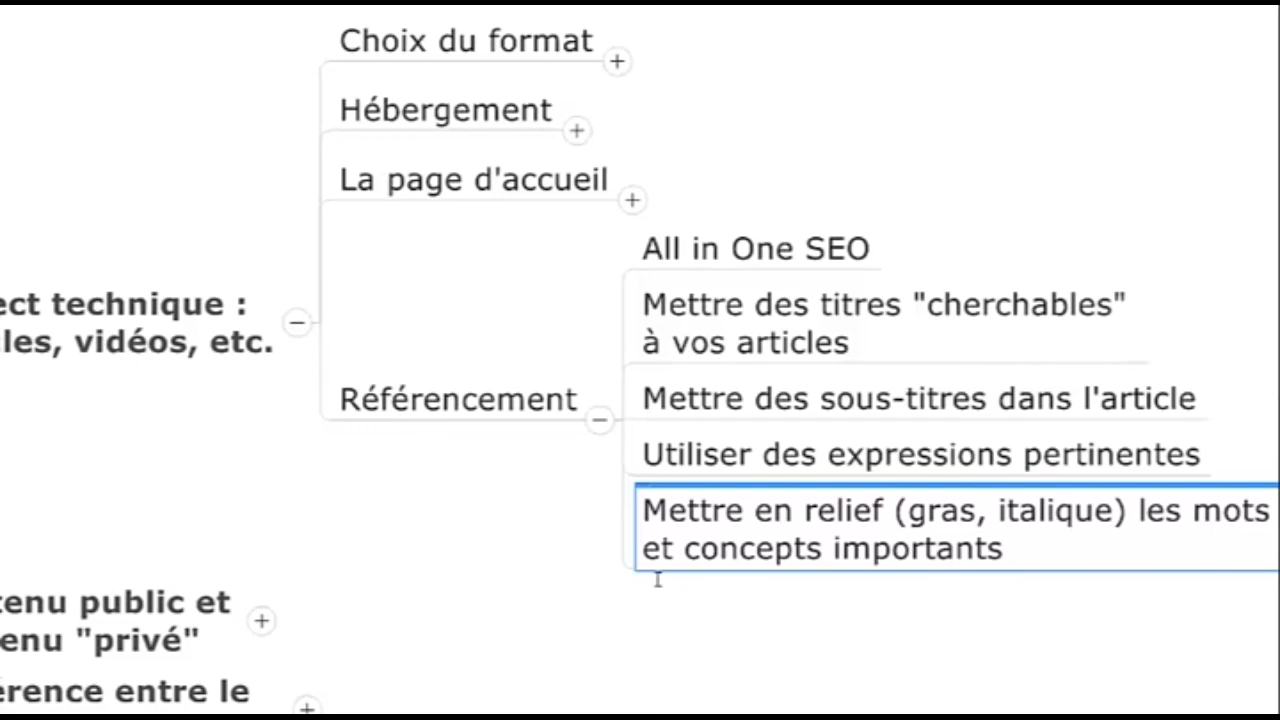 Choix du format
Hébergement
La page d'accueil
All in One SEO
Mettre des titres "cherchables"
à vos articles
Mettre des sous-titres dans l'article
Utiliser des expressions pertinentes
Mettre en relief (gras, italique) les mots
et concepts importants
Référencement
ect technique :
les, vidéos, etc.
tenu public et
enu "privé"
érence entre le